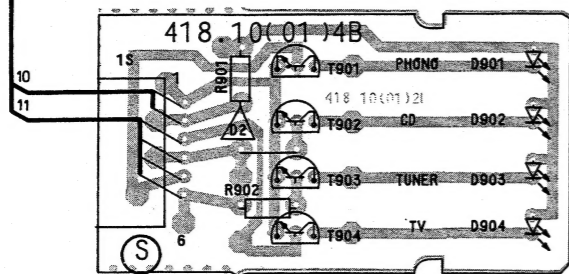 418 10(01)4B
1S
10
1
R901
T901
PHONO
D901
418 10(01)2I
11
D2
T902
CD
D902
T903
TUNER
D903
R902
T904
TV
D904
6
S